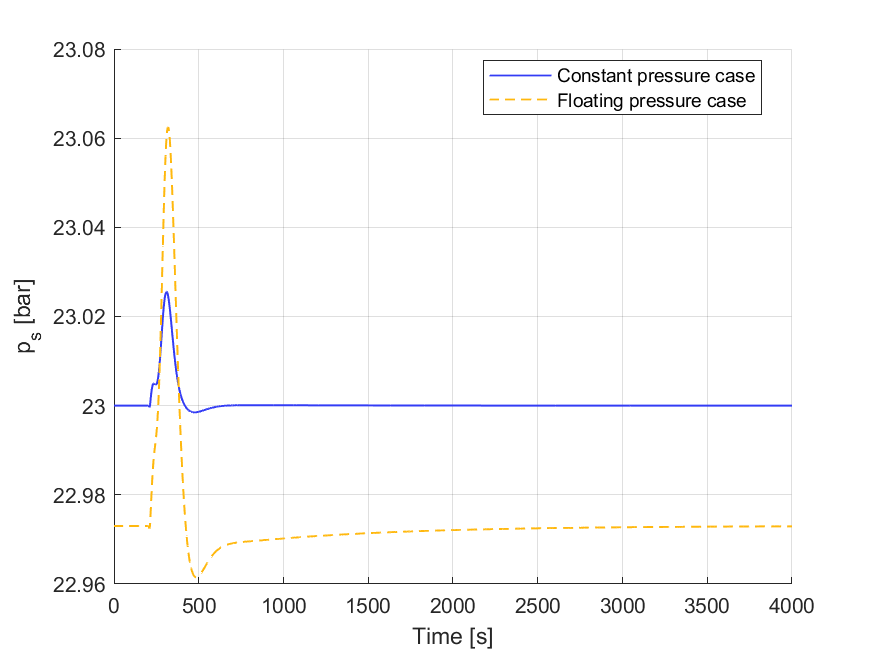 23.08
23.06
23.04
23.02
23
22.98
22.96
p_s [bar]
Constant pressure case
Floating pressure case
0 500 1000 1500 2000 2500 3000 3500 4000
Time [s]